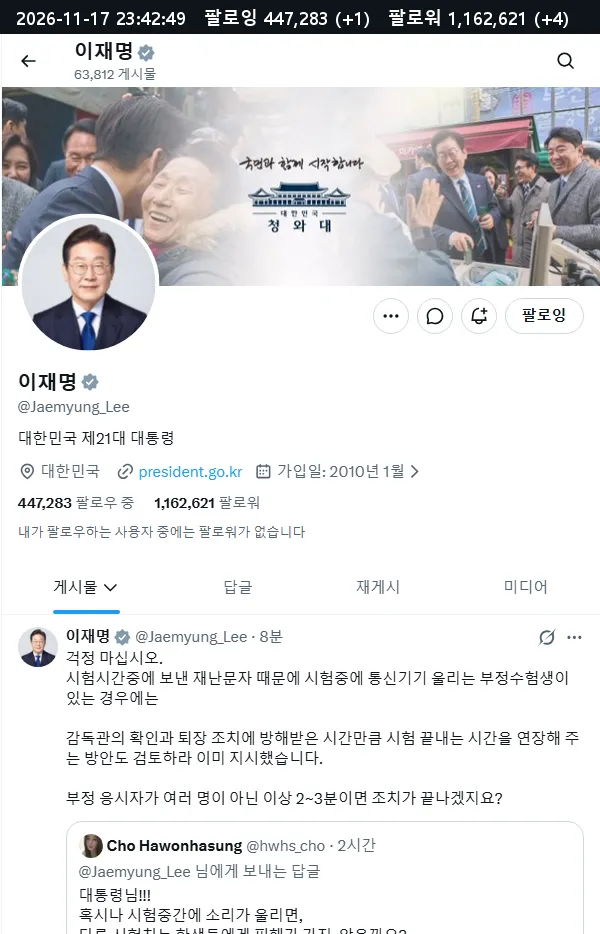 2026-11-17 23:42:49 팔로잉 447,283 (+1) 팔로워 1,162,621 (+4)
이재명
63,812 게시물
국민과 함께 시작합니다
대한민국
청와대
팔로잉
이재명
@Jaemyung_Lee
대한민국 제21대 대통령
대한민국 president.go.kr 가입일: 2010년 1월
447,283 팔로우 중 1,162,621 팔로워
내가 팔로우하는 사용자 중에는 팔로워가 없습니다
게시물 답글 재게시 미디어
이재명 @Jaemyung_Lee · 8분
걱정 마십시오.
시험시간중에 보낸 재난문자 때문에 시험중에 통신기기 울리는 부정수험생이
있는 경우에는
감독관의 확인과 퇴장 조치에 방해받은 시간만큼 시험 끝내는 시간을 연장해 주
는 방안도 검토하라 이미 지시했습니다.
부정 응시자가 여러 명이 아닌 이상 2~3분이면 조치가 끝나겠지요?
Cho Hawonhasung @hwhs_cho · 2시간
@Jaemyung_Lee 님에게 보내는 답글
대통령님!!!
혹시나 시험중간에 소리가 울리면,